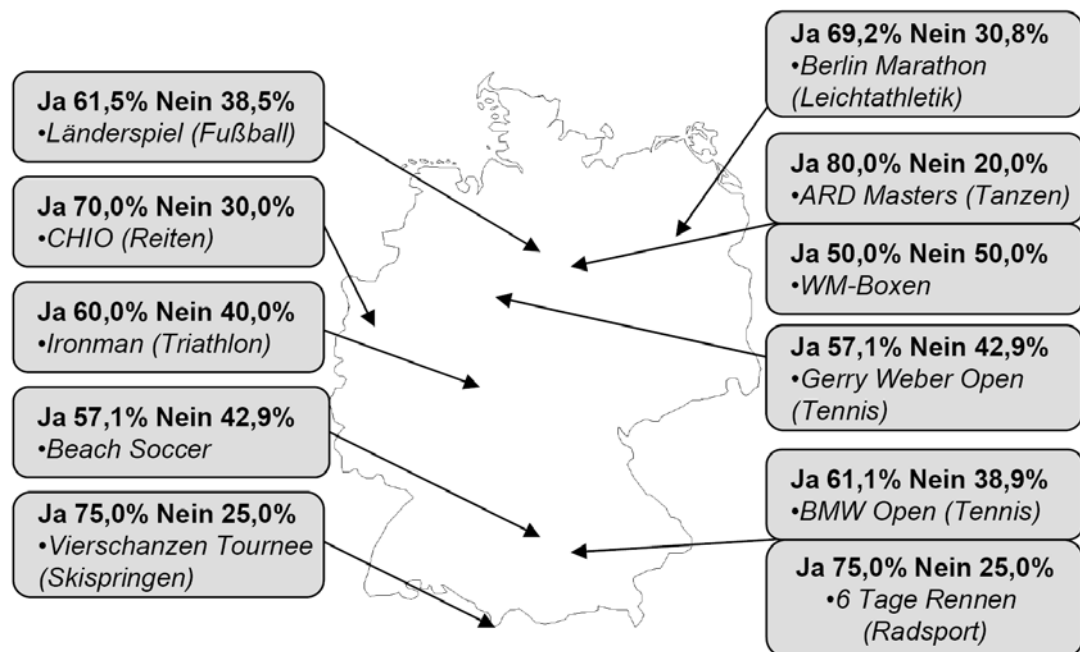 Ja 61,5% Nein 38,5%
•Länderspiel (Fußball)
Ja 70,0% Nein 30,0%
•CHIO (Reiten)
Ja 60,0% Nein 40,0%
•Ironman (Triathlon)
Ja 57,1% Nein 42,9%
•Beach Soccer
Ja 75,0% Nein 25,0%
•Vierschanzen Tournee
(Skispringen)
Ja 69,2% Nein 30,8%
•Berlin Marathon
(Leichtathletik)
Ja 80,0% Nein 20,0%
•ARD Masters (Tanzen)
Ja 50,0% Nein 50,0%
•WM-Boxen
Ja 57,1% Nein 42,9%
•Gerry Weber Open
(Tennis)
Ja 61,1% Nein 38,9%
•BMW Open (Tennis)
Ja 75,0% Nein 25,0%
•6 Tage Rennen
(Radsport)